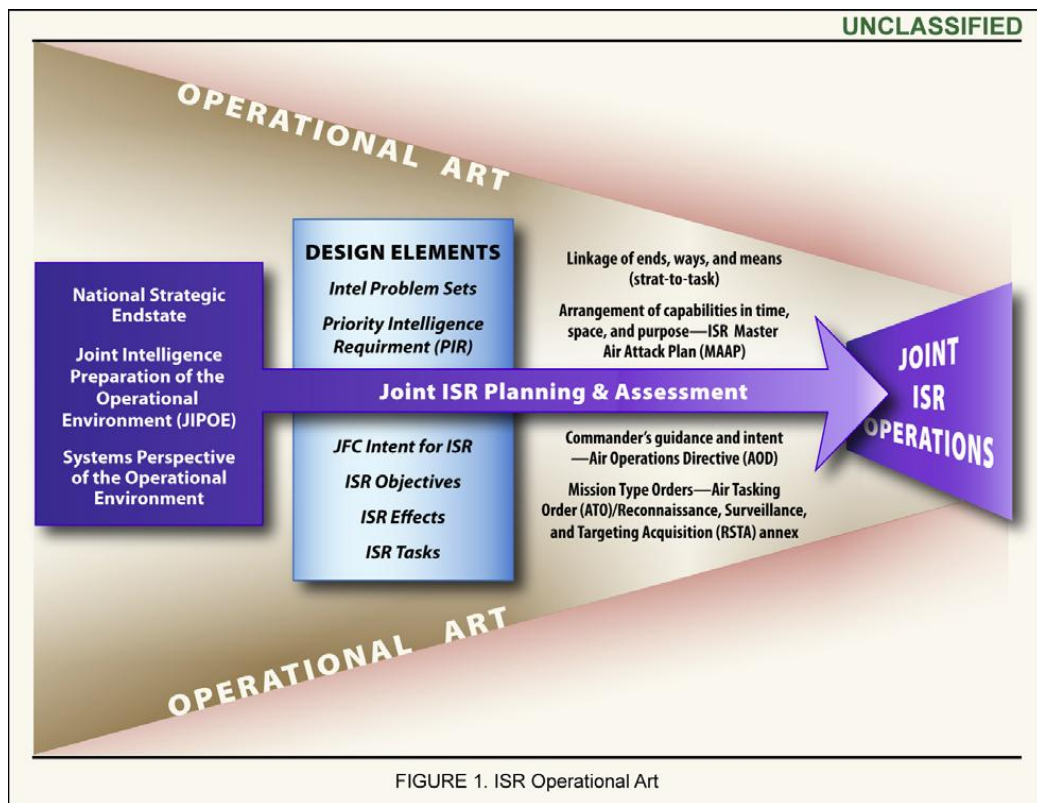 UNCLASSIFIED
OPERATIONAL ART
National Strategic
Endstate
Joint Intelligence
Preparation of the
Operational
Environment (JIPOE)
Systems Perspective
of the Operational
Environment
DESIGN ELEMENTS
Intel Problem Sets
Priority Intelligence
Requirment (PIR)
Linkage of ends, ways, and means
(strat-to-task)
Arrangement of capabilities in time,
space, and purpose—ISR Master
Air Attack Plan (MAAP)
Joint ISR Planning & Assessment
JFC Intent for ISR
ISR Objectives
ISR Effects
ISR Tasks
Commander's guidance and intent
—Air Operations Directive (AOD)
Mission Type Orders—Air Tasking
Order (ATO)/Reconnaissance, Surveillance,
and Targeting Acquisition (RSTA) annex
JOINT
ISR
OPERATIONS
OPERATIONAL ART
FIGURE 1. ISR Operational Art